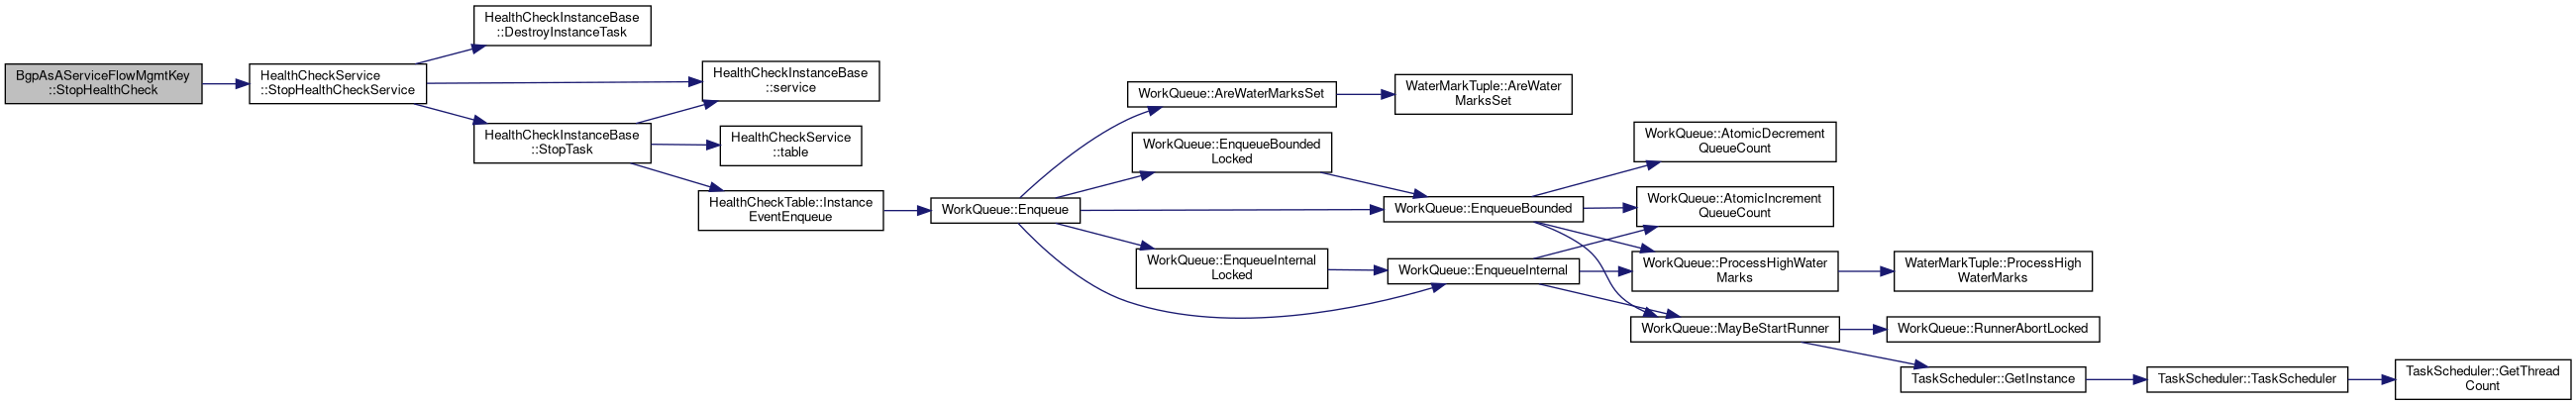 BgpAsAServiceFlowMgmtKey
::StopHealthCheck
HealthCheckService
::StopHealthCheckService
HealthCheckInstanceBase
::DestroyInstanceTask
HealthCheckInstanceBase
::service
HealthCheckInstanceBase
::StopTask
HealthCheckService
::table
HealthCheckTable::Instance
EventEnqueue
WorkQueue::Enqueue
WorkQueue::AreWaterMarksSet
WaterMarkTuple::AreWater
MarksSet
WorkQueue::EnqueueBounded
Locked
WorkQueue::EnqueueBounded
WorkQueue::EnqueueInternal
Locked
WorkQueue::EnqueueInternal
WorkQueue::AtomicDecrement
QueueCount
WorkQueue::AtomicIncrement
QueueCount
WorkQueue::ProcessHighWater
Marks
WaterMarkTuple::ProcessHigh
WaterMarks
WorkQueue::MayBeStartRunner
WorkQueue::RunnerAbortLocked
TaskScheduler::GetInstance
TaskScheduler::TaskScheduler
TaskScheduler::GetThread
Count